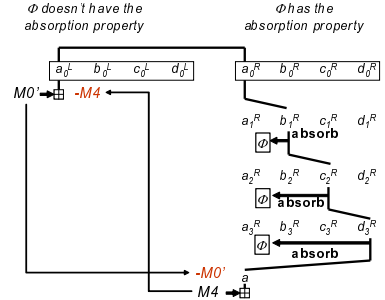 Φ doesn't have the absorption property
Φ has the absorption property
a₀ᴸ b₀ᴸ c₀ᴸ d₀ᴸ
a₀ᴿ b₀ᴿ c₀ᴿ d₀ᴿ
M0' -M4
a₁ᴿ b₁ᴿ c₁ᴿ d₁ᴿ
Φ absorb
a₂ᴿ b₂ᴿ c₂ᴿ d₂ᴿ
Φ absorb
a₃ᴿ b₃ᴿ c₃ᴿ d₃ᴿ
Φ absorb
-M0' a
M4